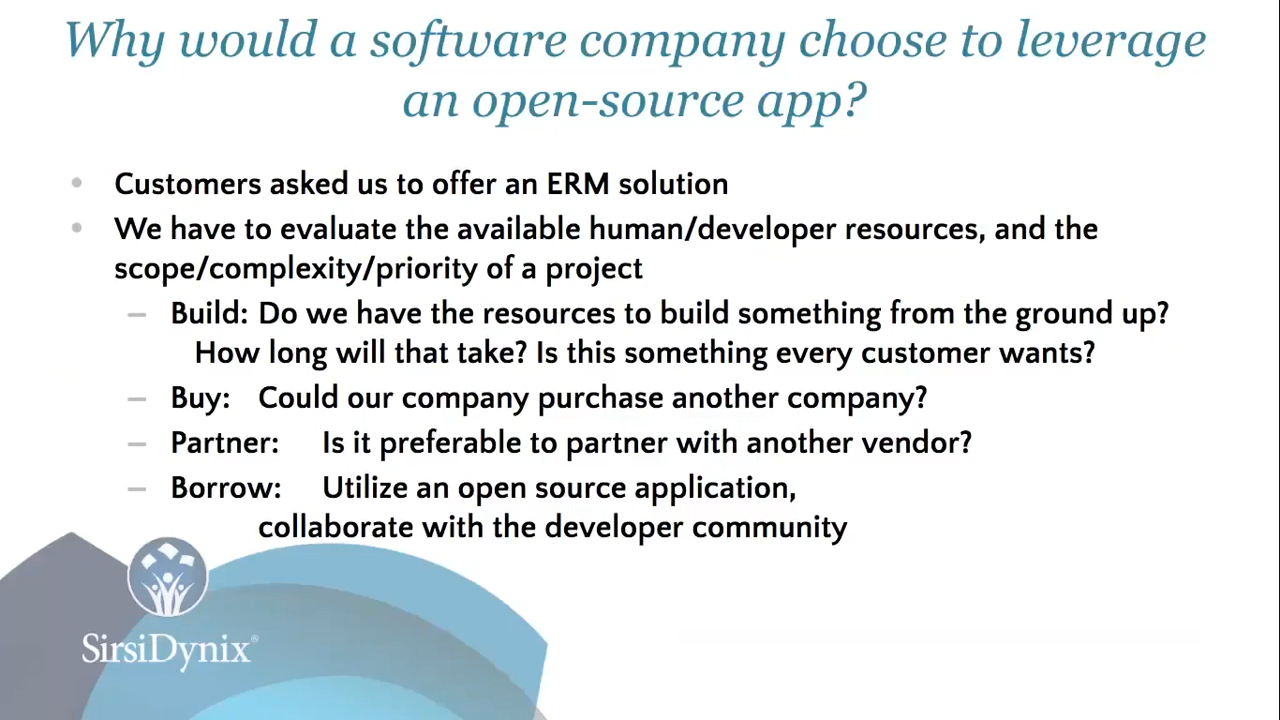 Why would a software company choose to leverage
an open-source app?
• Customers asked us to offer an ERM solution
• We have to evaluate the available human/developer resources, and the
scope/complexity/priority of a project
– Build: Do we have the resources to build something from the ground up?
How long will that take? Is this something every customer wants?
– Buy: Could our company purchase another company?
– Partner: Is it preferable to partner with another vendor?
– Borrow: Utilize an open source application,
collaborate with the developer community
SirsiDynix®